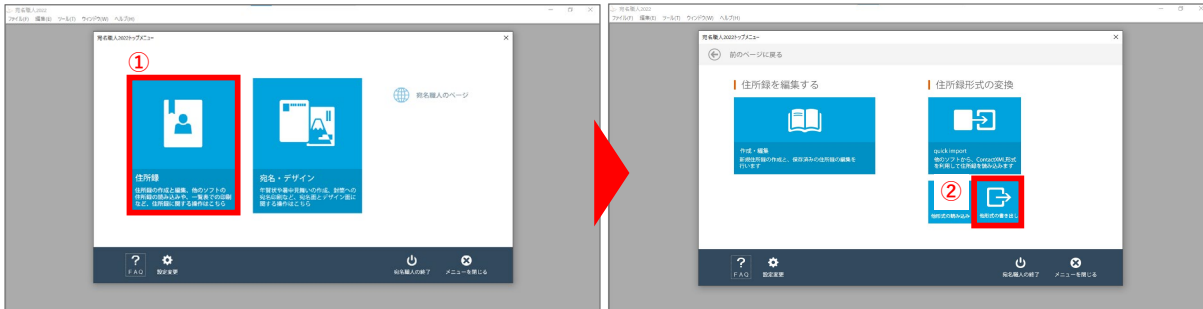 宛名職人2022
ファイル(F) 編集(E) ツール(T) ウィンドウ(W) ヘルプ(H)
宛名職人2022トップメニュー
①
住所録
住所録の作成と編集、他のソフトの
住所録の読み込みや、一覧表での印刷
など、住所録に関する操作はこちら
宛名・デザイン
年賀状や暑中見舞いの作成、封筒への
宛名印刷など、宛名面とデザイン面に
関する操作はこちら
宛名職人のページ
?
FAQ
設定変更
宛名職人の終了
メニューを閉じる
宛名職人2022
ファイル(F) 編集(E) ツール(T) ウィンドウ(W) ヘルプ(H)
宛名職人2022トップメニュー
前のページに戻る
住所録を編集する
作成・編集
新規住所録の作成と、保存済みの住所録の編集を
行います
住所録形式の変換
quick import
他のソフトから、ContactXML形式
を利用して住所録を読み込みます
②
他形式の読み込み
他形式の書き出し
?
FAQ
設定変更
宛名職人の終了
メニューを閉じる